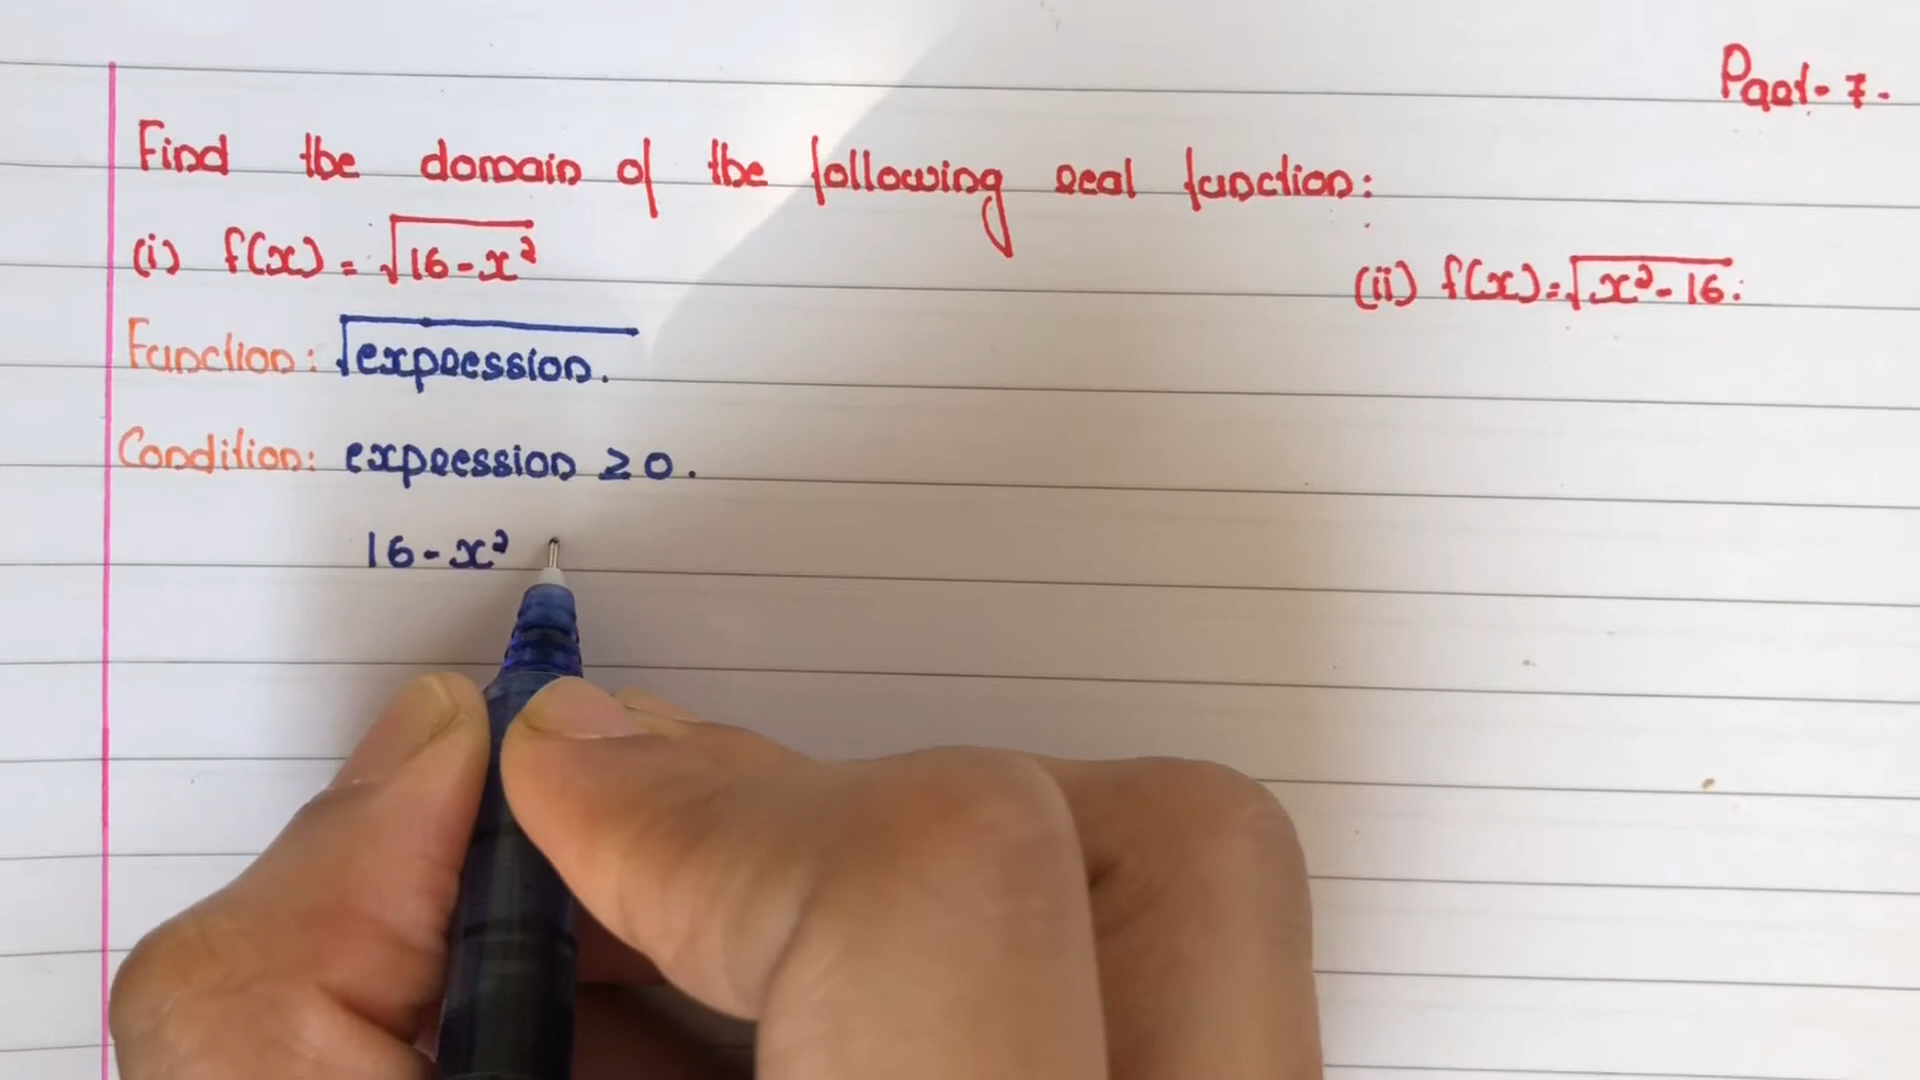 Part-7.
Find the domain of the following real function:
(i) f(x) = √16-x²
(ii) f(x)=√x²-16.
Function: √expression.
Condition: expression ≥0.
16-x²